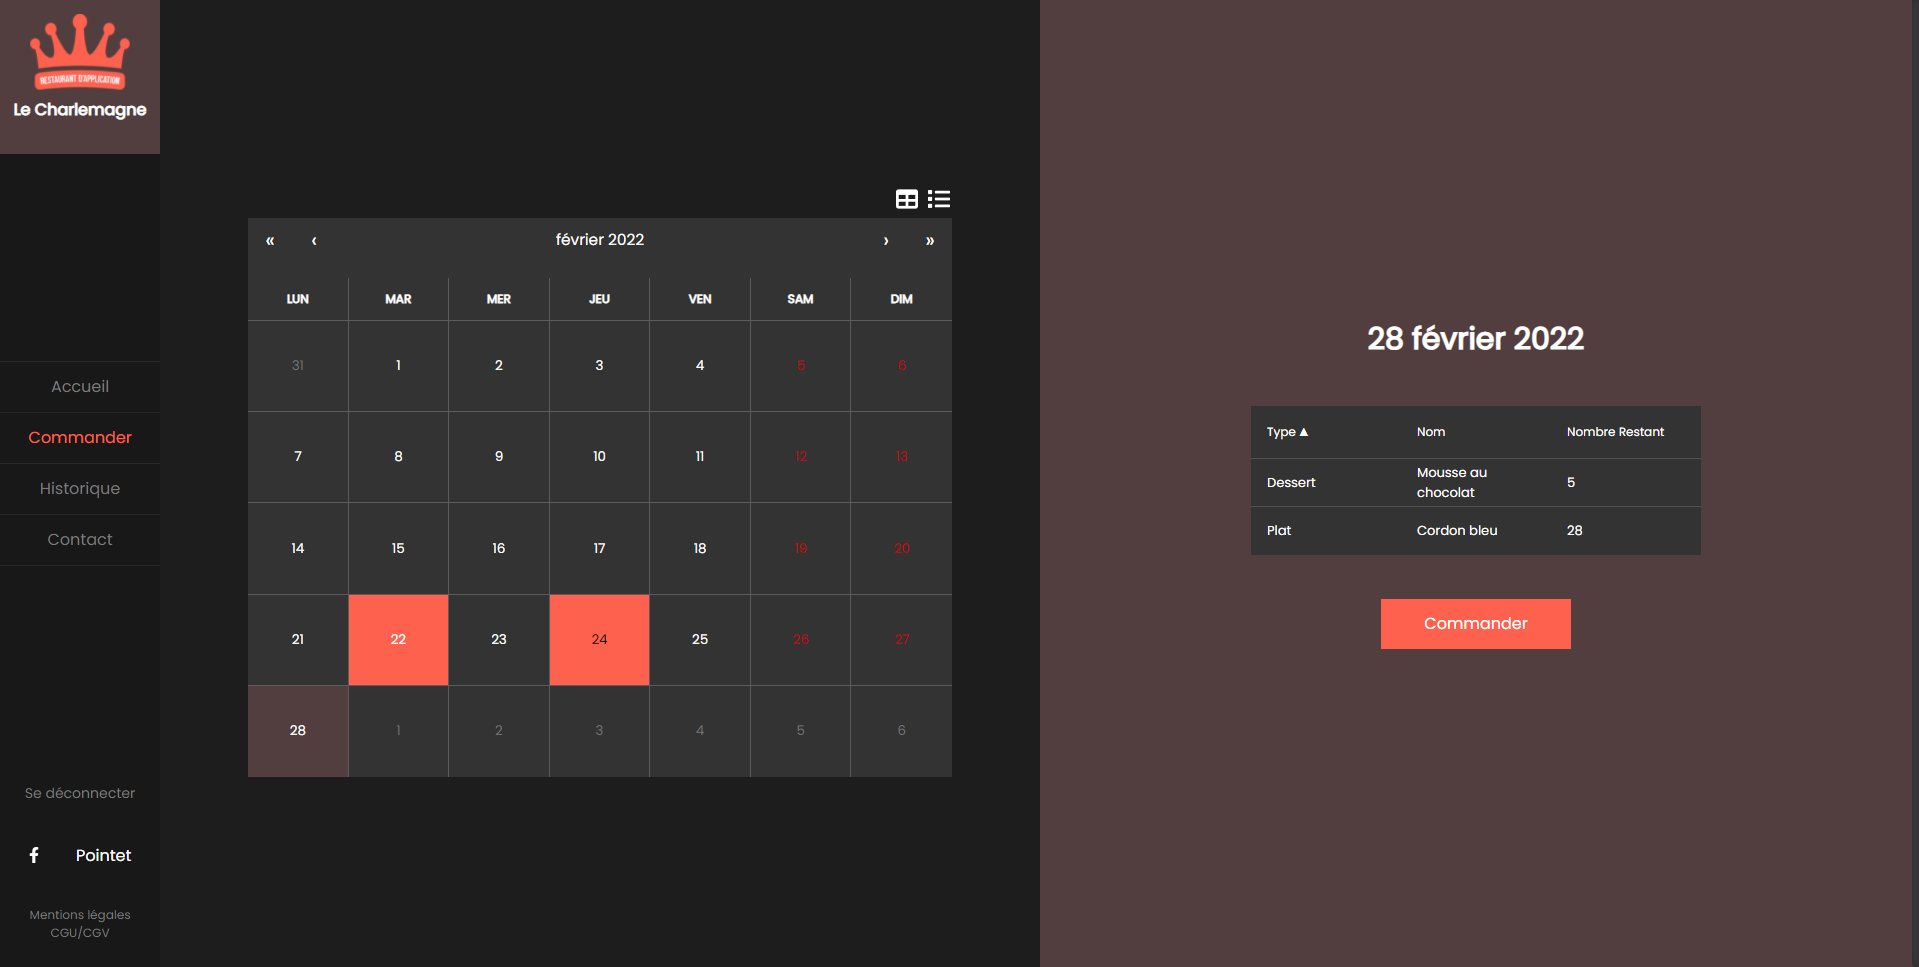 RESTAURANT D'APPLICATION
Le Charlemagne
Accueil
Commander
Historique
Contact
Se déconnecter
Pointet
Mentions légales
CGU/CGV
« ‹ février 2022 › »
LUN MAR MER JEU VEN SAM DIM
31 1 2 3 4 5 6
7 8 9 10 11 12 13
14 15 16 17 18 19 20
21 22 23 24 25 26 27
28 1 2 3 4 5 6
28 février 2022
Type ▲ Nom Nombre Restant
Dessert Mousse au chocolat 5
Plat Cordon bleu 28
Commander